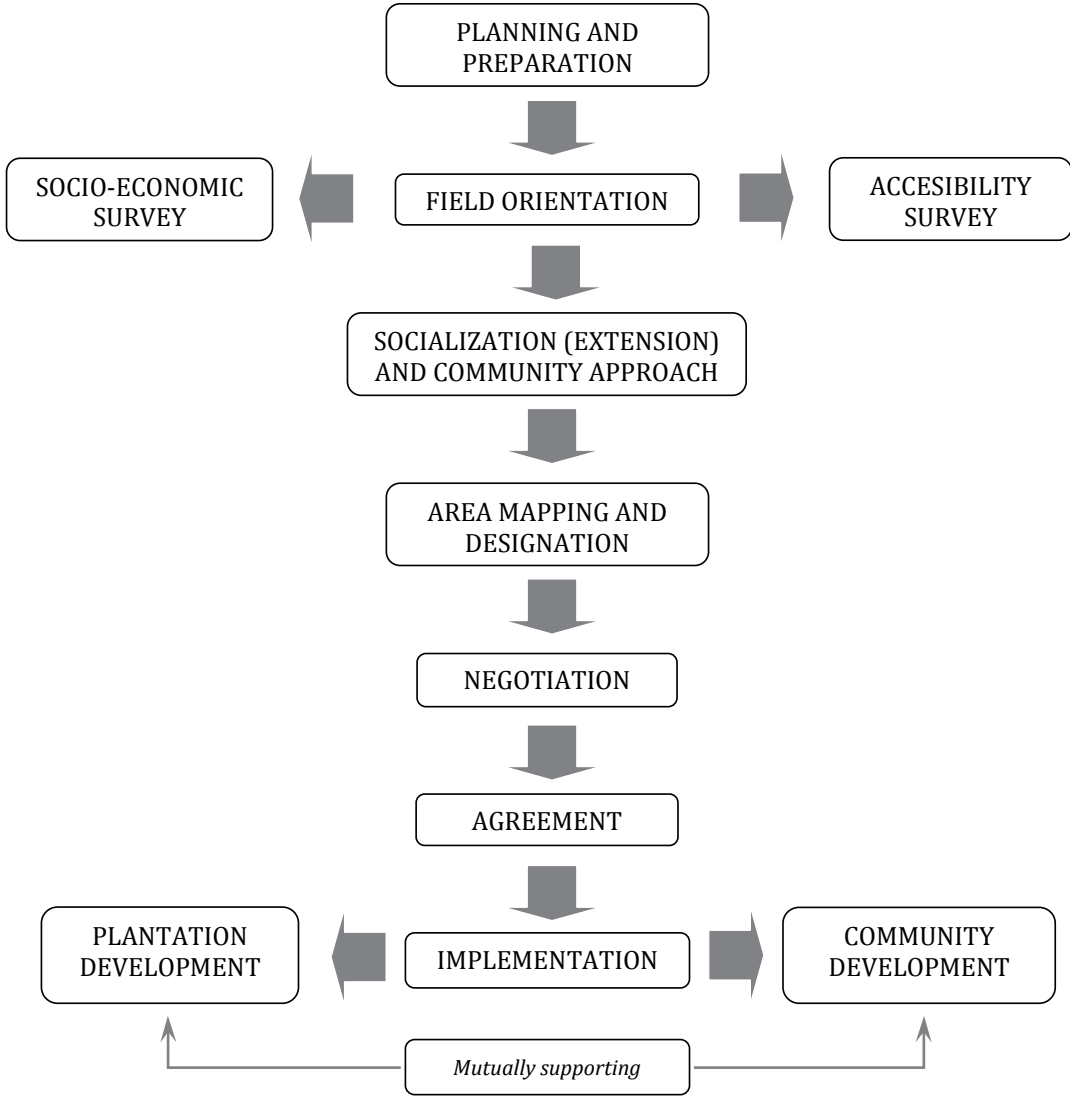 PLANNING AND
PREPARATION
SOCIO-ECONOMIC
SURVEY
FIELD ORIENTATION
ACCESIBILITY
SURVEY
SOCIALIZATION (EXTENSION)
AND COMMUNITY APPROACH
AREA MAPPING AND
DESIGNATION
NEGOTIATION
AGREEMENT
PLANTATION
DEVELOPMENT
IMPLEMENTATION
COMMUNITY
DEVELOPMENT
Mutually supporting